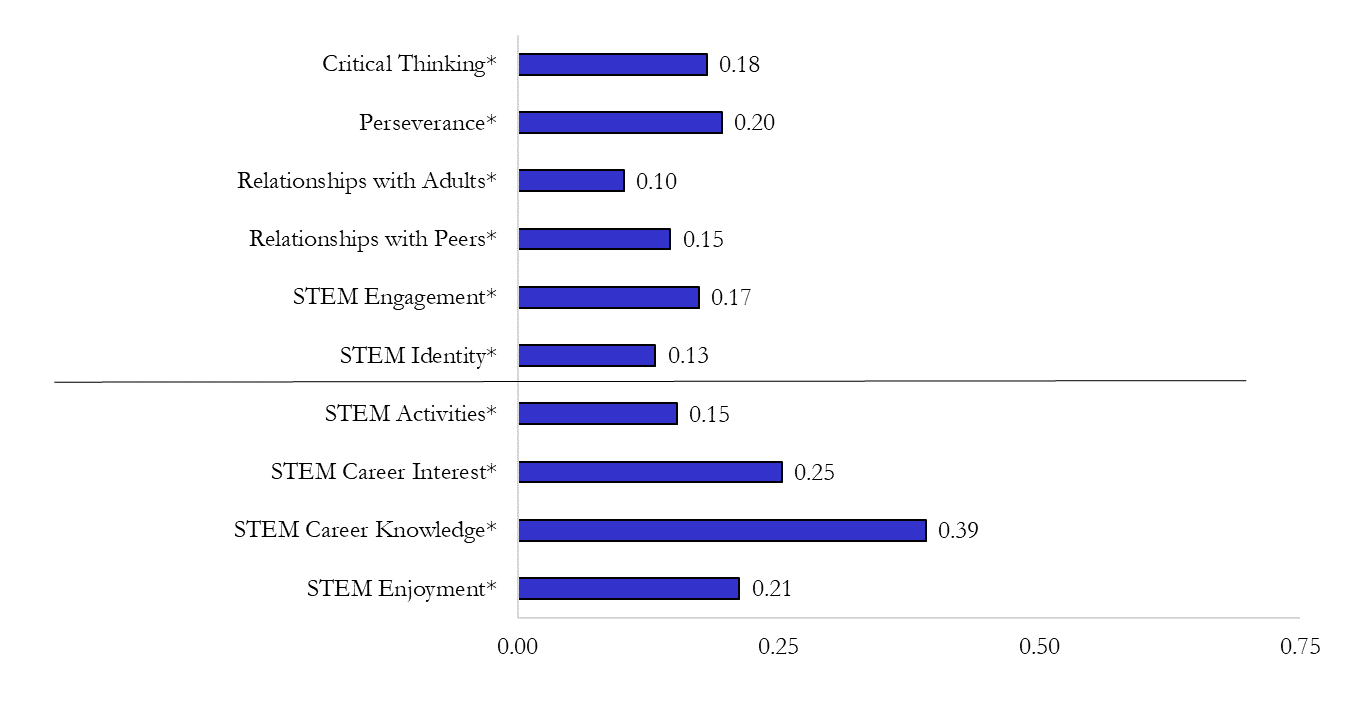 Critical Thinking* 0.18
Perseverance* 0.20
Relationships with Adults* 0.10
Relationships with Peers* 0.15
STEM Engagement* 0.17
STEM Identity* 0.13
STEM Activities* 0.15
STEM Career Interest* 0.25
STEM Career Knowledge* 0.39
STEM Enjoyment* 0.21
0.00 0.25 0.50 0.75